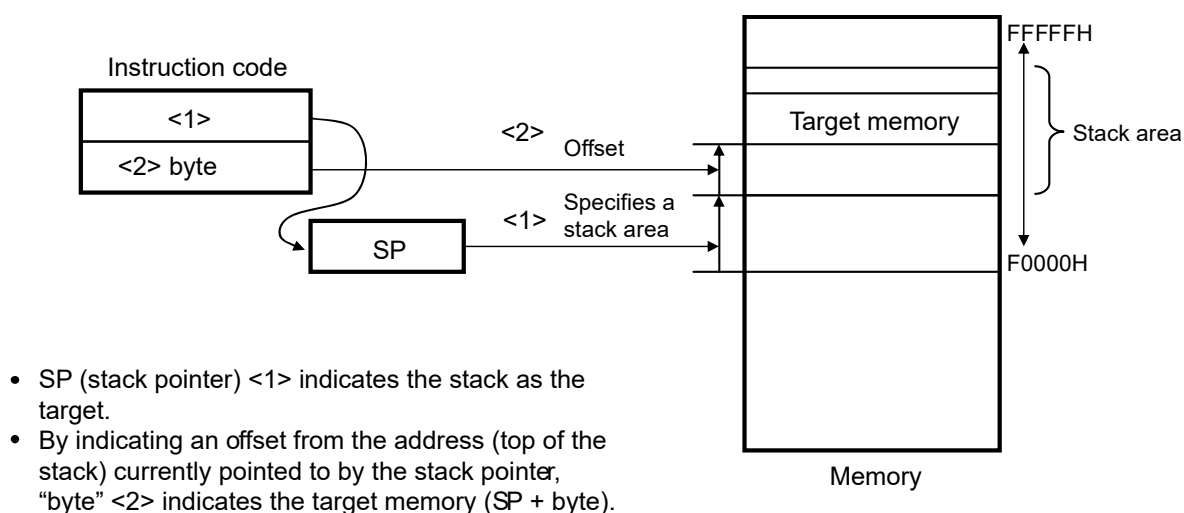 FFFFFH
Instruction code
<1>
<2> byte
<2>
Offset
Target memory
Stack area
Specifies a
stack area
<1>
SP
F0000H
• SP (stack pointer) <1> indicates the stack as the
target.
• By indicating an offset from the address (top of the
stack) currently pointed to by the stack pointer,
“byte” <2> indicates the target memory (SP + byte).
Memory